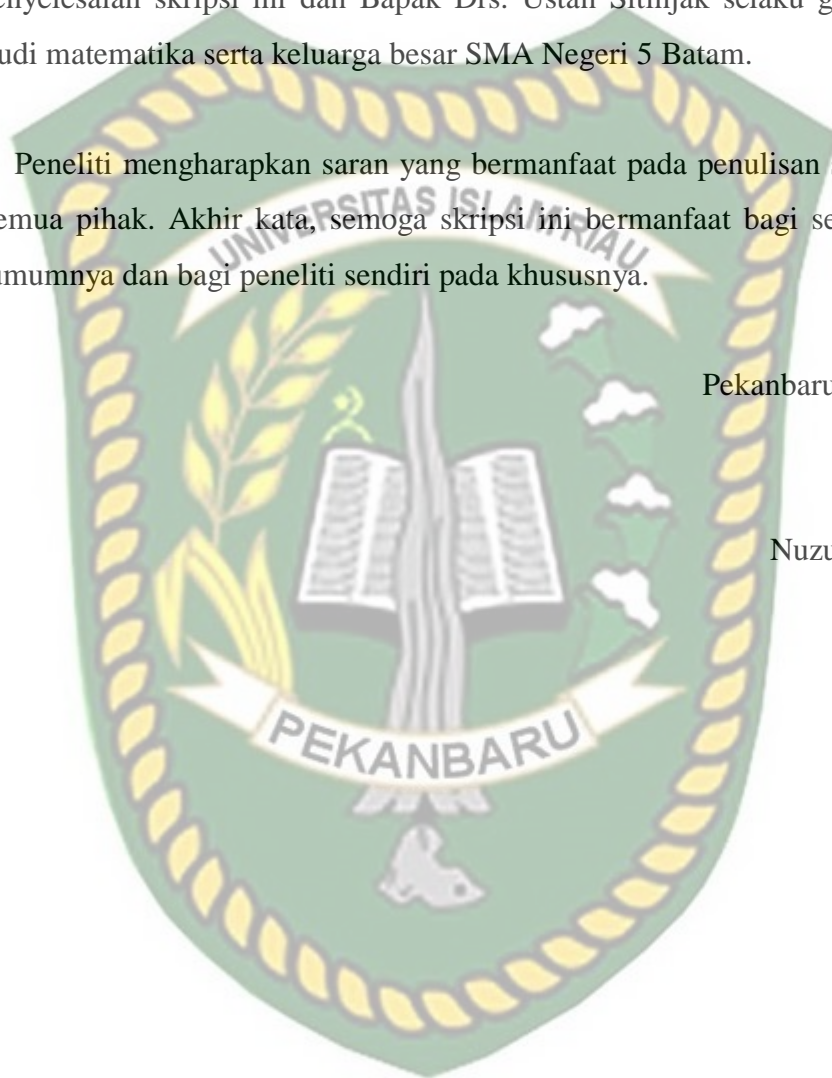 enyelesaian skripsi ini dan Bapak Drs. Ustan Sitinjak selaku g
udi matematika serta keluarga besar SMA Negeri 5 Batam.
Peneliti mengharapkan saran yang bermanfaat pada penulisan
emua pihak. Akhir kata, semoga skripsi ini bermanfaat bagi se
umumnya dan bagi peneliti sendiri pada khususnya.
UNIVERSITAS ISLAM RIAU
Pekanbaru
Nuzu
PEKANBARU